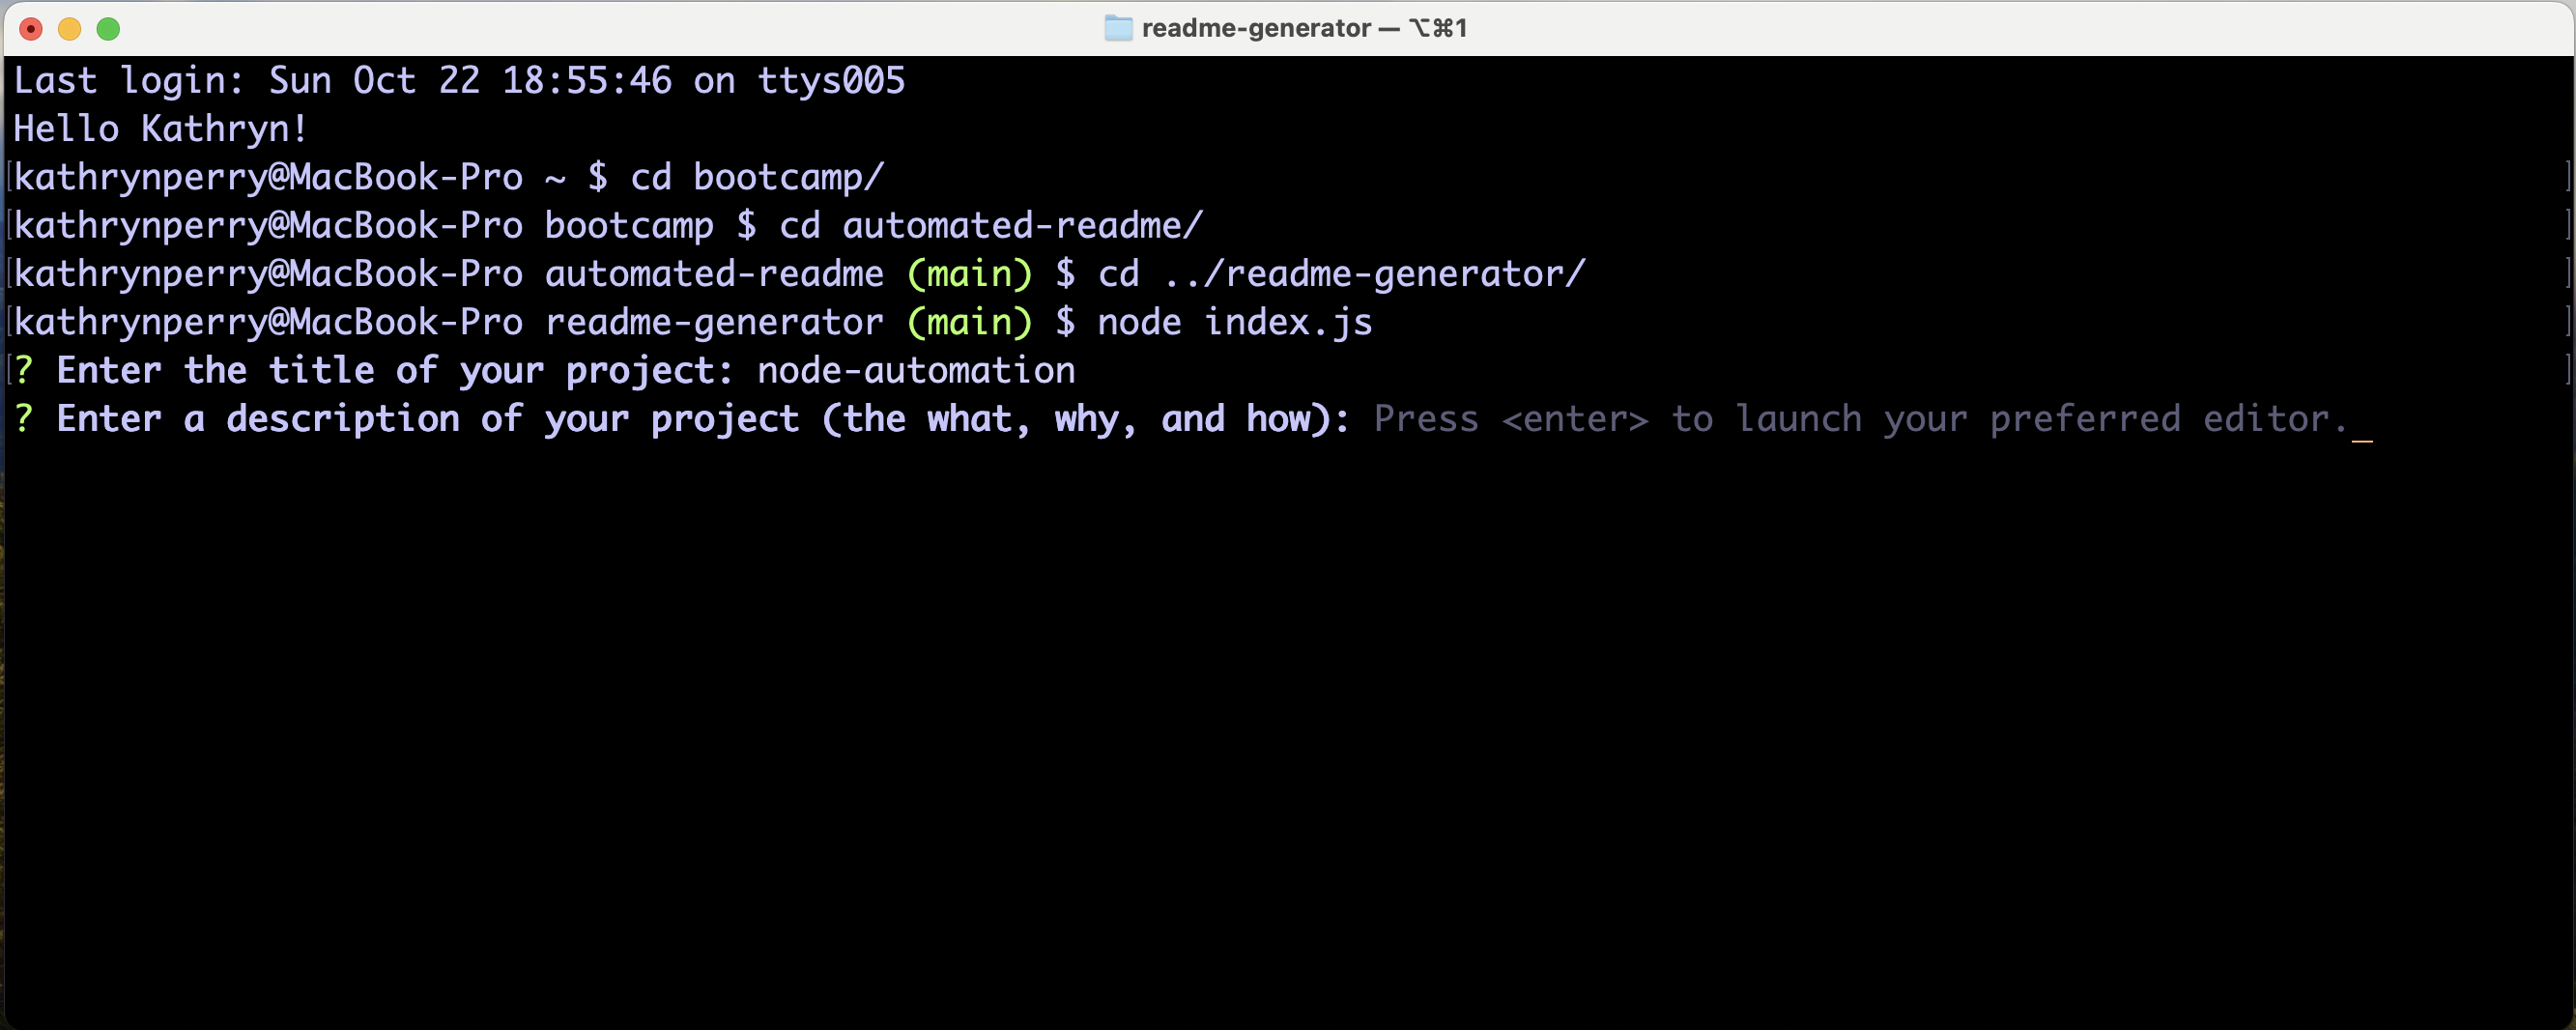 readme-generator — ⌥⌘1
Last login: Sun Oct 22 18:55:46 on ttys005
Hello Kathryn!
[kathrynperry@MacBook-Pro ~ $ cd bootcamp/ ]
[kathrynperry@MacBook-Pro bootcamp $ cd automated-readme/ ]
[kathrynperry@MacBook-Pro automated-readme (main) $ cd ../readme-generator/ ]
[kathrynperry@MacBook-Pro readme-generator (main) $ node index.js ]
[? Enter the title of your project: node-automation ]
? Enter a description of your project (the what, why, and how): Press <enter> to launch your preferred editor._